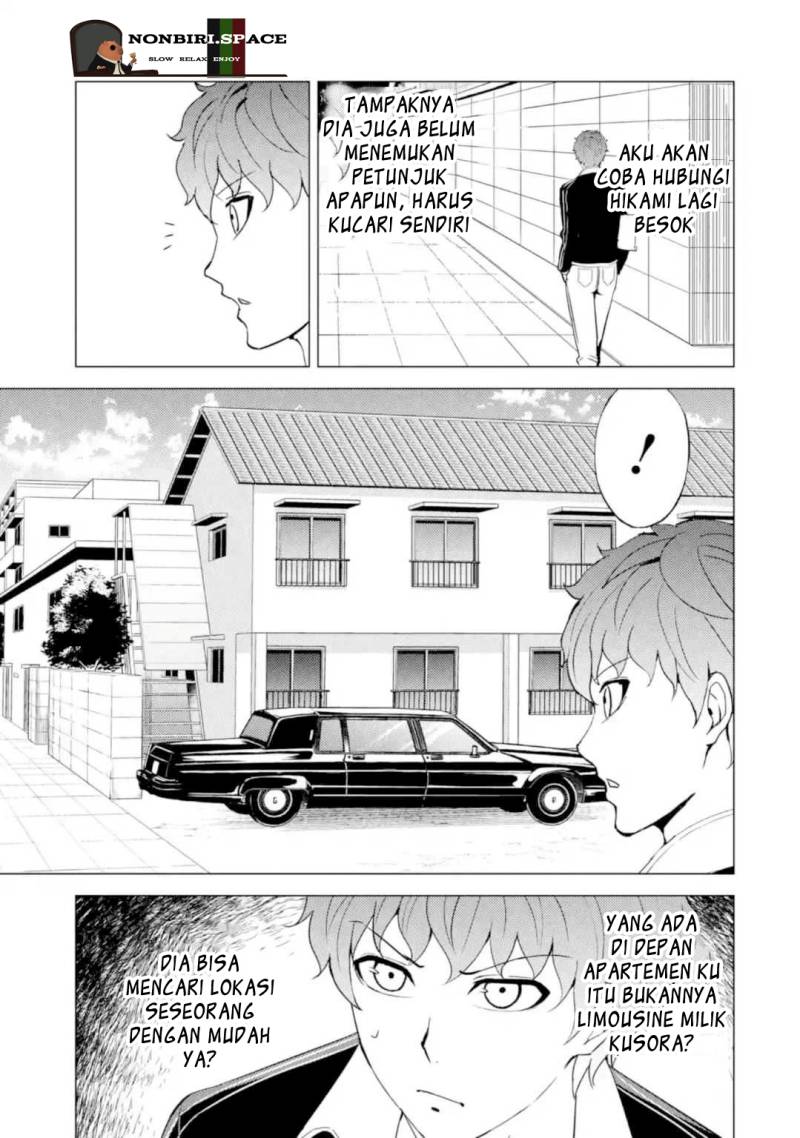 NONBIRI.SPACE
SLOW RELAX ENJOY
AKU AKAN
COBA HUBUNGI
HIKAMI LAGI
BESOK
TAMPAKNYA
DIA JUGA BELUM
MENEMUKAN
PETUNJUK
APAPUN, HARUS
KUCARI SENDIRI
!
YANG ADA
DI DEPAN
APARTEMEN KU
ITU BUKANNYA
LIMOUSINE MILIK
KUSORA?
DIA BISA
MENCARI LOKASI
SESEORANG
DENGAN MUDAH
YA?